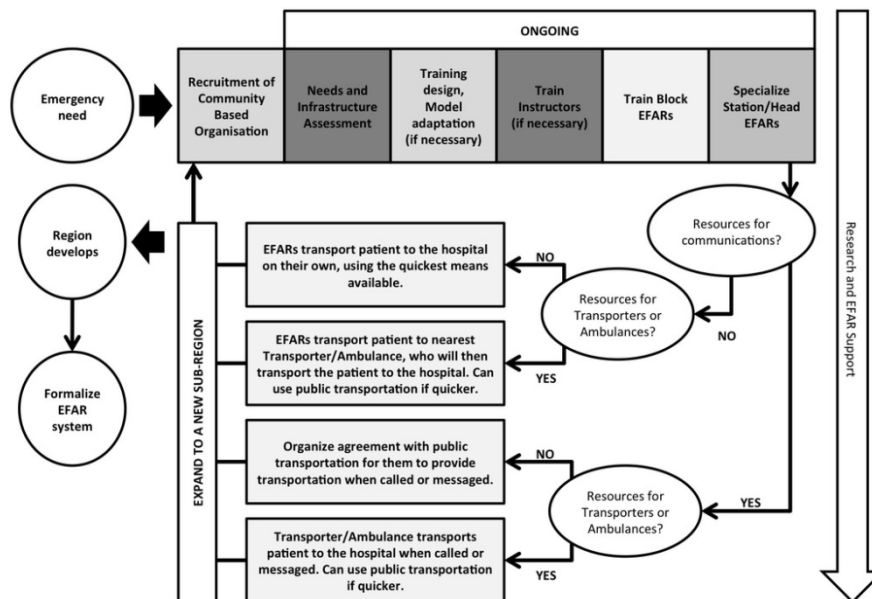 ONGOING
Emergency
need
Recruitment of
Community
Based
Organisation
Needs and
Infrastructure
Assessment
Training
design,
Model
adaptation
(if necessary)
Train
Instructors
(if necessary)
Train Block
EFARs
Specialize
Station/Head
EFARs
Region
develops
Formalize
EFAR
system
EXPAND TO A NEW SUB-REGION
EFARs transport patient to the hospital
on their own, using the quickest means
available.
NO
Resources for
Transporters or
Ambulances?
NO
Resources for
communications?
EFARs transport patient to nearest
Transporter/Ambulance, who will then
transport the patient to the hospital. Can
use public transportation if quicker.
YES
Organize agreement with public
transportation for them to provide
transportation when called or messaged.
NO
Resources for
Transporters or
Ambulances?
YES
Transporter/Ambulance transports
patient to the hospital when called or
messaged. Can use public transportation
if quicker.
YES
Research and EFAR Support